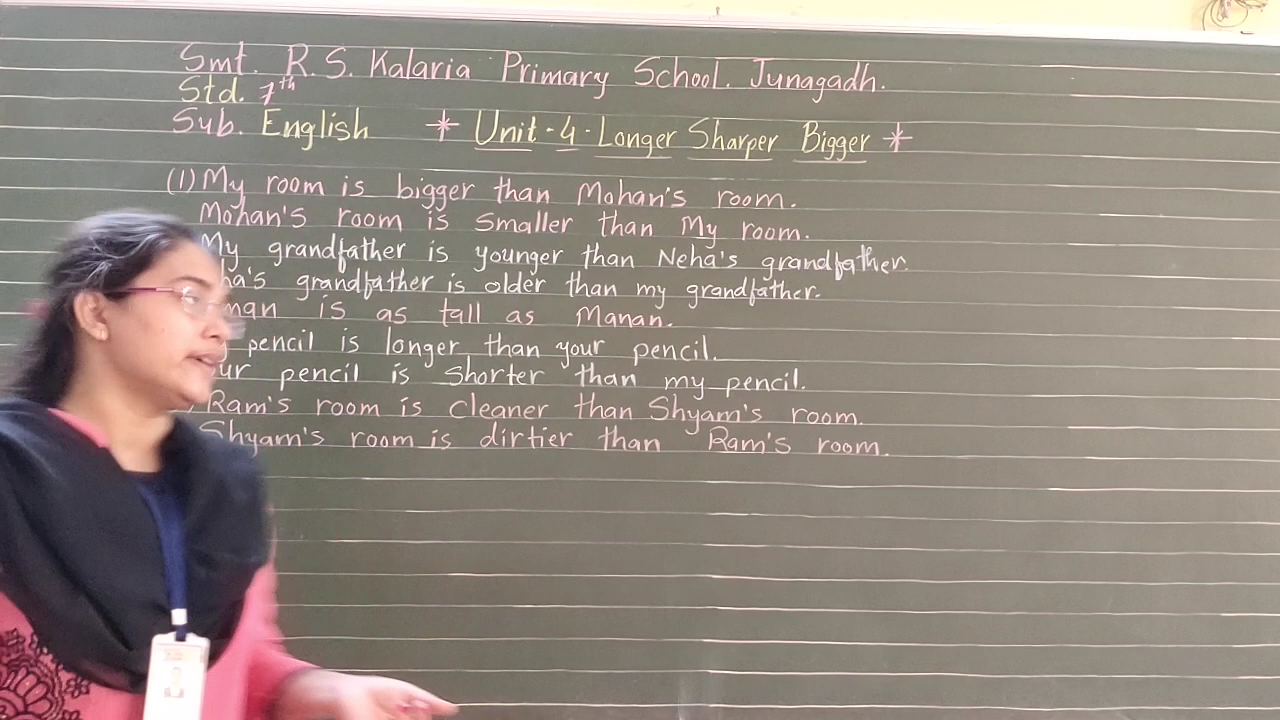 Smt. R.S. Kalaria Primary School. Junagadh.
Std. 7th
Sub. English * Unit-4. Longer Sharper Bigger *
(1) My room is bigger than Mohan's room.
Mohan's room is smaller than My room.
My grandfather is younger than Neha's grandfather.
grandfather is older than my grandfather.
is as tall as Manan.
pencil is longer than your pencil.
pencil is shorter than my pencil.
Ram's room is cleaner than Shyam's room.
Shyam's room is dirtier than Ram's room.